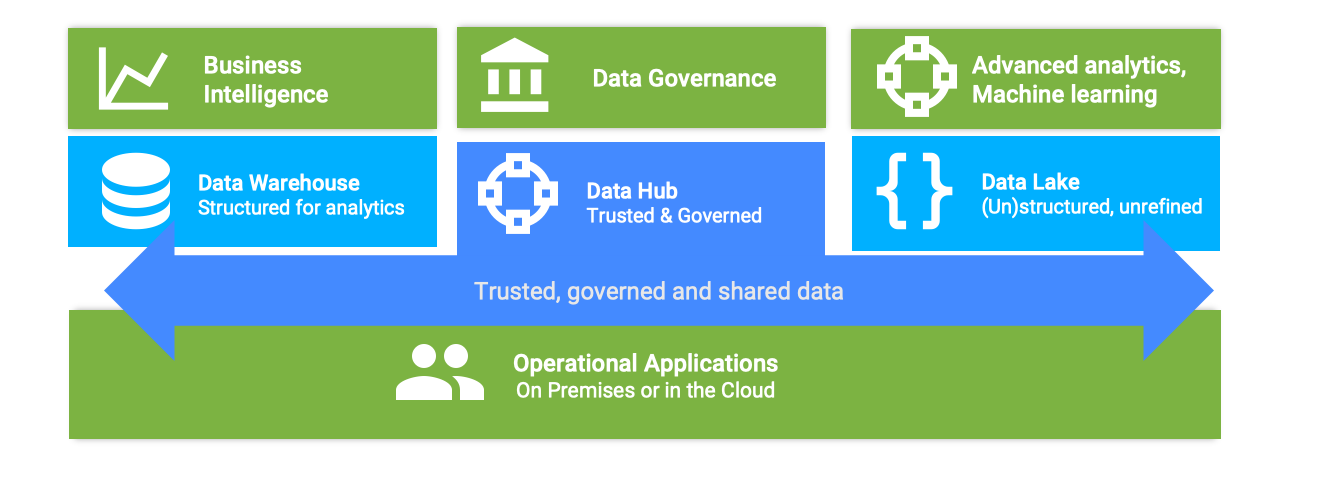 Business
Intelligence
Data Governance
Advanced analytics,
Machine learning
Data Warehouse
Structured for analytics
Data Hub
Trusted & Governed
Data Lake
(Un)structured, unrefined
Trusted, governed and shared data
Operational Applications
On Premises or in the Cloud